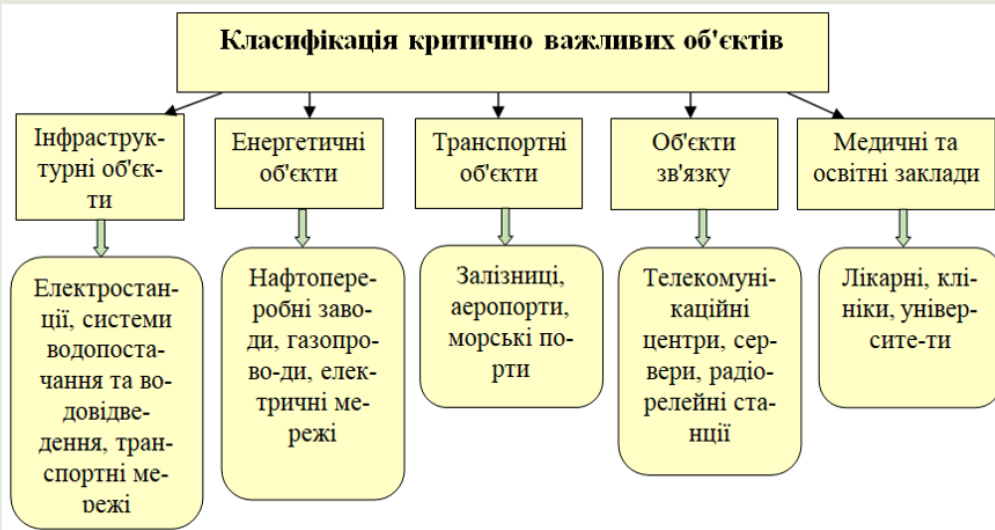 Класифікація критично важливих об'єктів
Інфраструк-
турні об'єк-
ти
Енергетичні
об'єкти
Транспортні
об'єкти
Об'єкти
зв'язку
Медичні та
освітні заклади
Електростан-
ції, системи
водопоста-
чання та во-
довідве-
дення, тран-
спортні ме-
режі
Нафтопере-
робні заво-
ди, газопро-
во-ди, елек-
тричні ме-
режі
Залізниці,
аеропорти,
морські по-
рти
Телекомуні-
каційні
центри, сер-
вери, радіо-
релейні ста-
нції
Лікарні, клі-
ніки, універ-
сите-ти